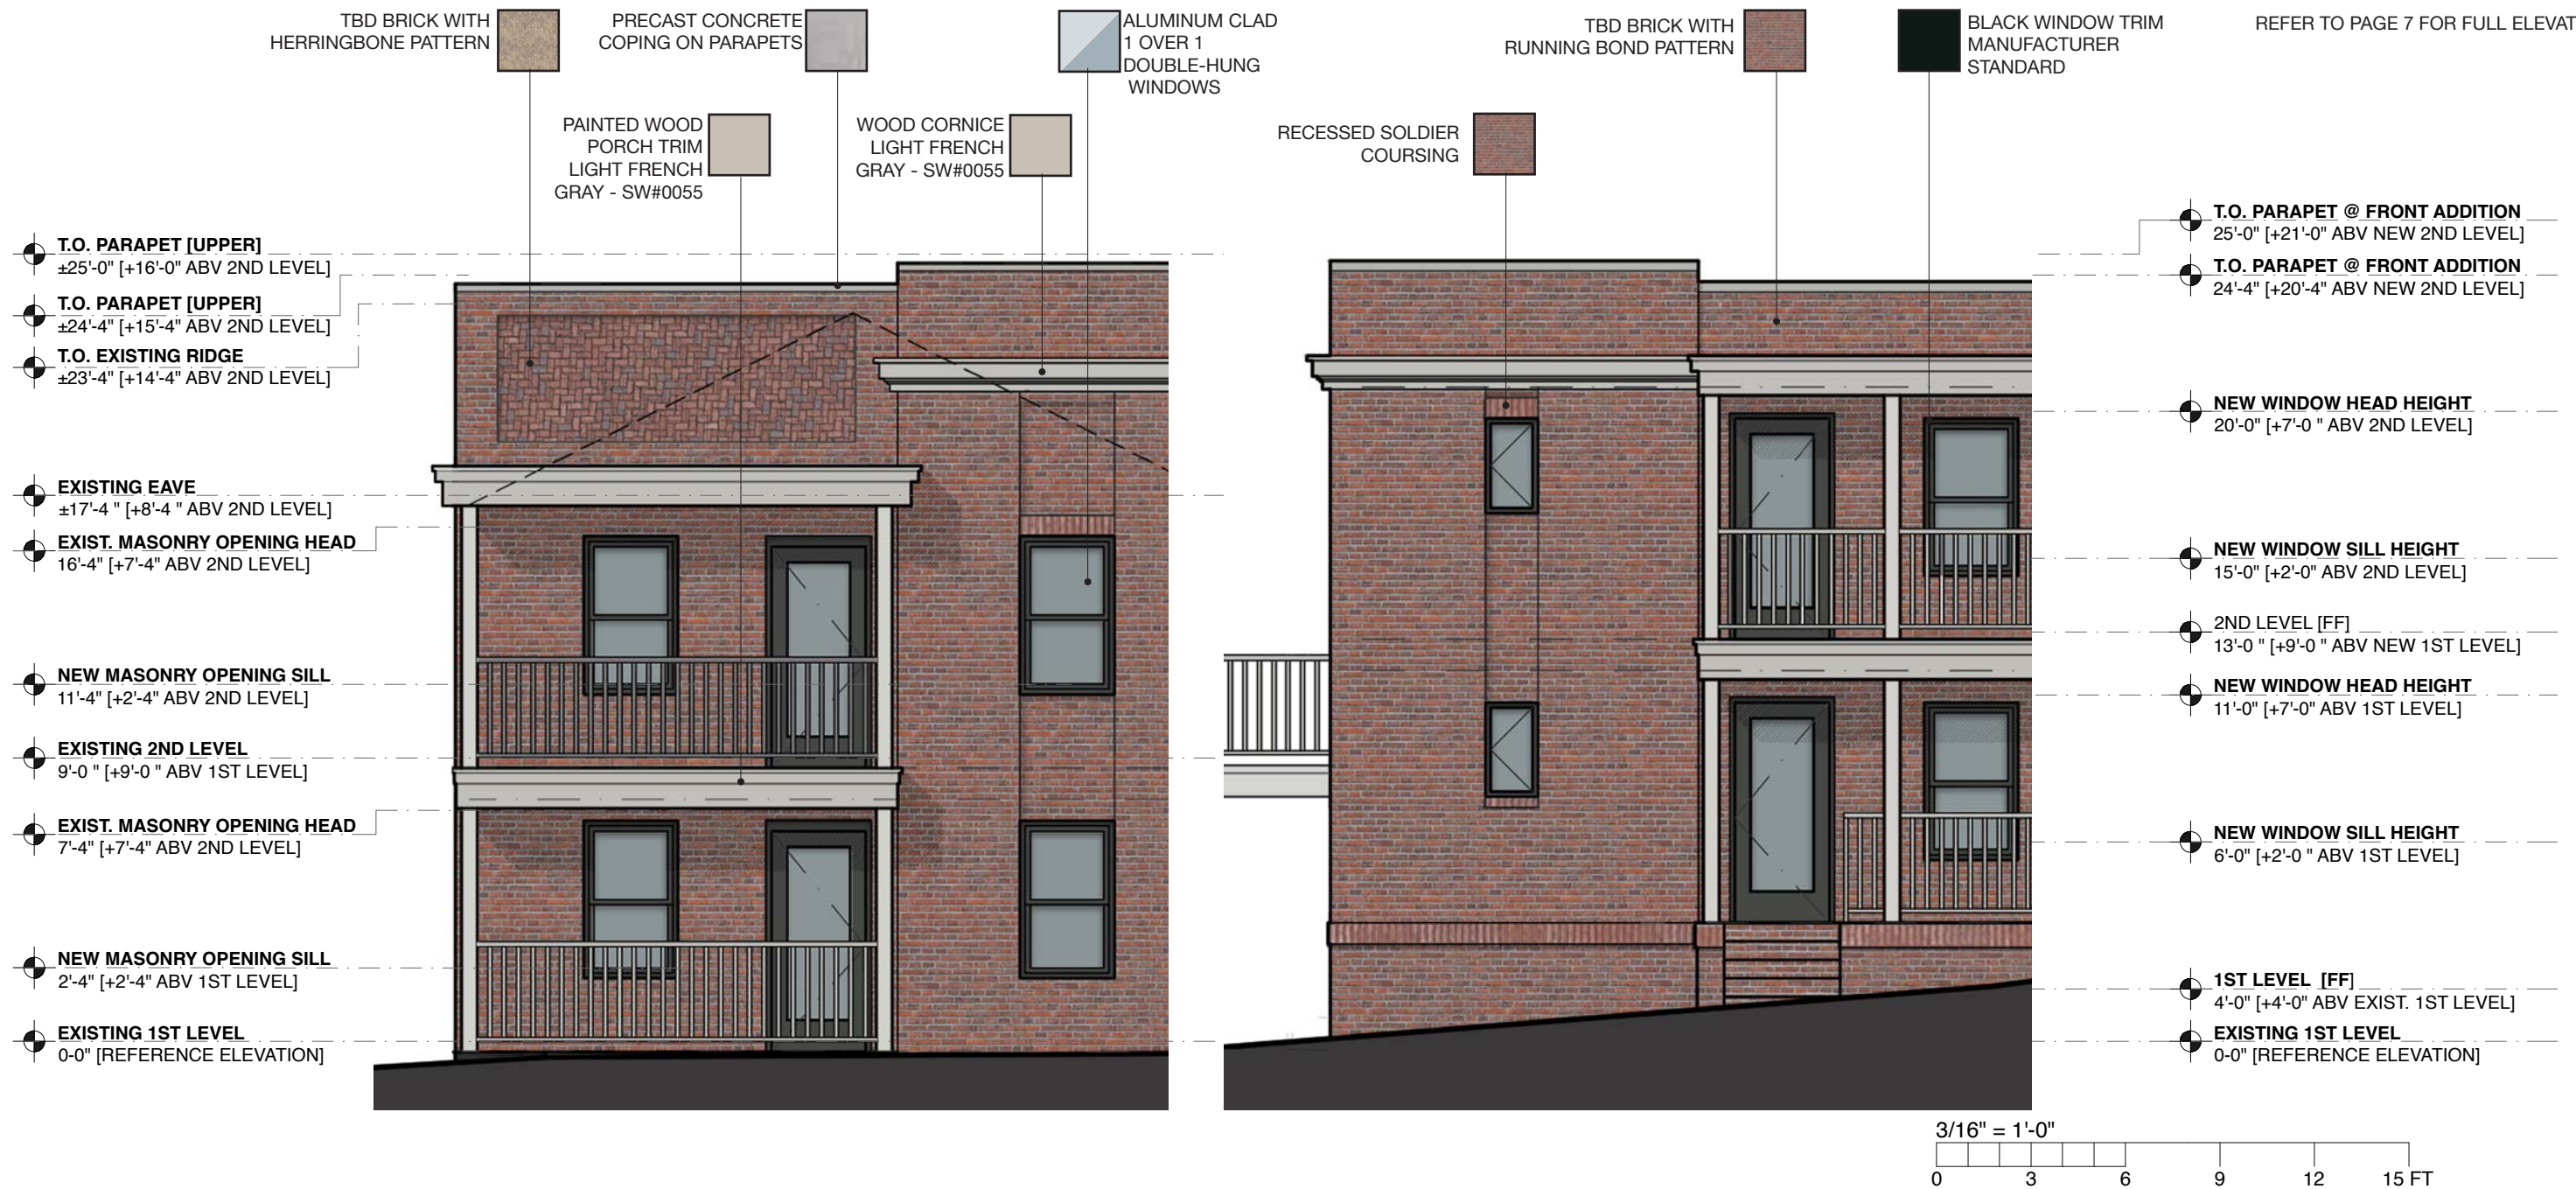 TBD BRICK WITH
HERRINGBONE PATTERN
PRECAST CONCRETE
COPING ON PARAPETS
ALUMINUM CLAD
1 OVER 1
DOUBLE-HUNG
WINDOWS
TBD BRICK WITH
RUNNING BOND PATTERN
BLACK WINDOW TRIM
MANUFACTURER
STANDARD
REFER TO PAGE 7 FOR FULL ELEVAT
PAINTED WOOD
PORCH TRIM
LIGHT FRENCH
GRAY - SW#0055
WOOD CORNICE
LIGHT FRENCH
GRAY - SW#0055
RECESSED SOLDIER
COURSING
T.O. PARAPET [UPPER]
±25'-0" [+16'-0" ABV 2ND LEVEL]
T.O. PARAPET [UPPER]
±24'-4" [+15'-4" ABV 2ND LEVEL]
T.O. EXISTING RIDGE
±23'-4" [+14'-4" ABV 2ND LEVEL]
EXISTING EAVE
±17'-4 " [+8'-4 " ABV 2ND LEVEL]
EXIST. MASONRY OPENING HEAD
16'-4" [+7'-4" ABV 2ND LEVEL]
NEW MASONRY OPENING SILL
11'-4" [+2'-4" ABV 2ND LEVEL]
EXISTING 2ND LEVEL
9'-0 " [+9'-0 " ABV 1ST LEVEL]
EXIST. MASONRY OPENING HEAD
7'-4" [+7'-4" ABV 2ND LEVEL]
NEW MASONRY OPENING SILL
2'-4" [+2'-4" ABV 1ST LEVEL]
EXISTING 1ST LEVEL
0-0" [REFERENCE ELEVATION]
T.O. PARAPET @ FRONT ADDITION
25'-0" [+21'-0" ABV NEW 2ND LEVEL]
T.O. PARAPET @ FRONT ADDITION
24'-4" [+20'-4" ABV NEW 2ND LEVEL]
NEW WINDOW HEAD HEIGHT
20'-0" [+7'-0 " ABV 2ND LEVEL]
NEW WINDOW SILL HEIGHT
15'-0" [+2'-0" ABV 2ND LEVEL]
2ND LEVEL [FF]
13'-0 " [+9'-0 " ABV NEW 1ST LEVEL]
NEW WINDOW HEAD HEIGHT
11'-0" [+7'-0" ABV 1ST LEVEL]
NEW WINDOW SILL HEIGHT
6'-0" [+2'-0 " ABV 1ST LEVEL]
1ST LEVEL [FF]
4'-0" [+4'-0" ABV EXIST. 1ST LEVEL]
EXISTING 1ST LEVEL
0-0" [REFERENCE ELEVATION]
3/16" = 1'-0"
0 3 6 9 12 15 FT